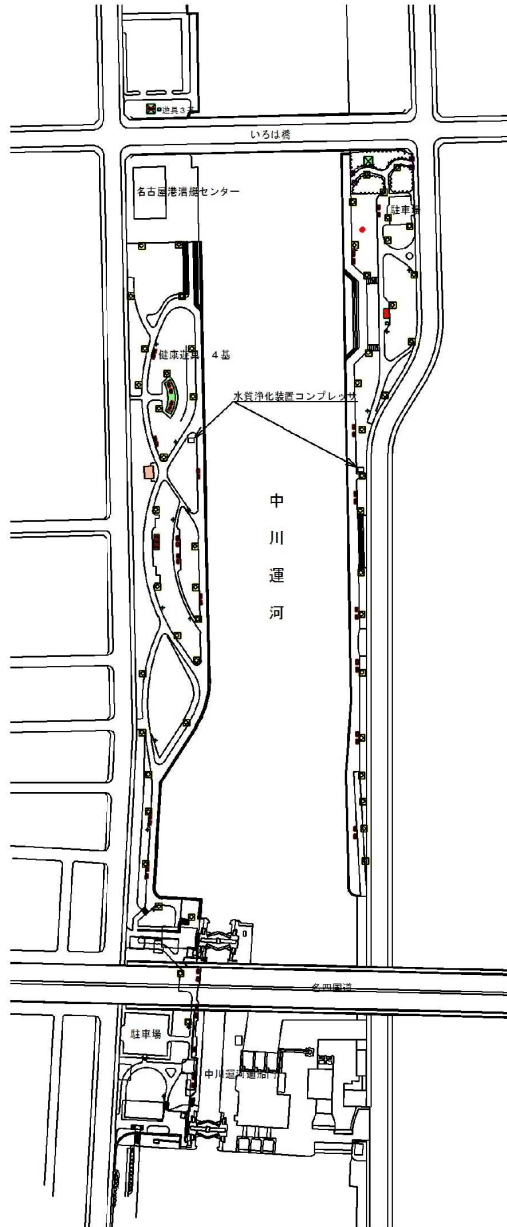 遊具3基
いろは橋
名古屋港漕艇センター
駐車場
健康遊具 4基
水質浄化装置コンプレッサ
中川運河
名四国道
駐車場
中川運河通船門